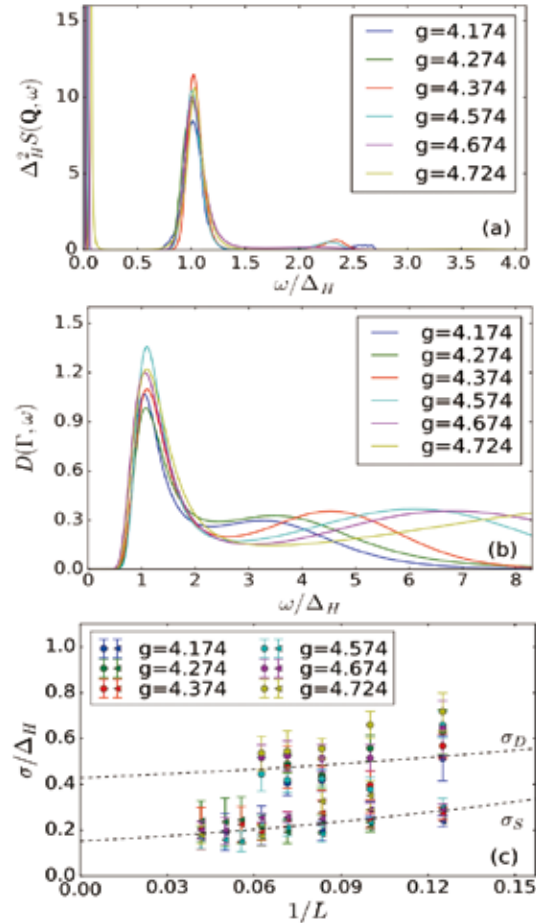 15
10
5
0
Δ²_H S(Q, ω)
g=4.174
g=4.274
g=4.374
g=4.574
g=4.674
g=4.724
(a)
0.0 0.5 1.0 1.5 2.0 2.5 3.0 3.5 4.0
ω/Δ_H
1.5
1.2
0.9
0.6
0.3
0.0
D(Γ, ω)
g=4.174
g=4.274
g=4.374
g=4.574
g=4.674
g=4.724
(b)
0 1 2 3 4 5 6 7 8
ω/Δ_H
1.0
0.8
0.6
0.4
0.2
0.0
σ/Δ_H
g=4.174 g=4.574
g=4.274 g=4.674
g=4.374 g=4.724
σ_D
σ_S
(c)
0.00 0.03 0.06 0.09 0.12 0.15
1/L